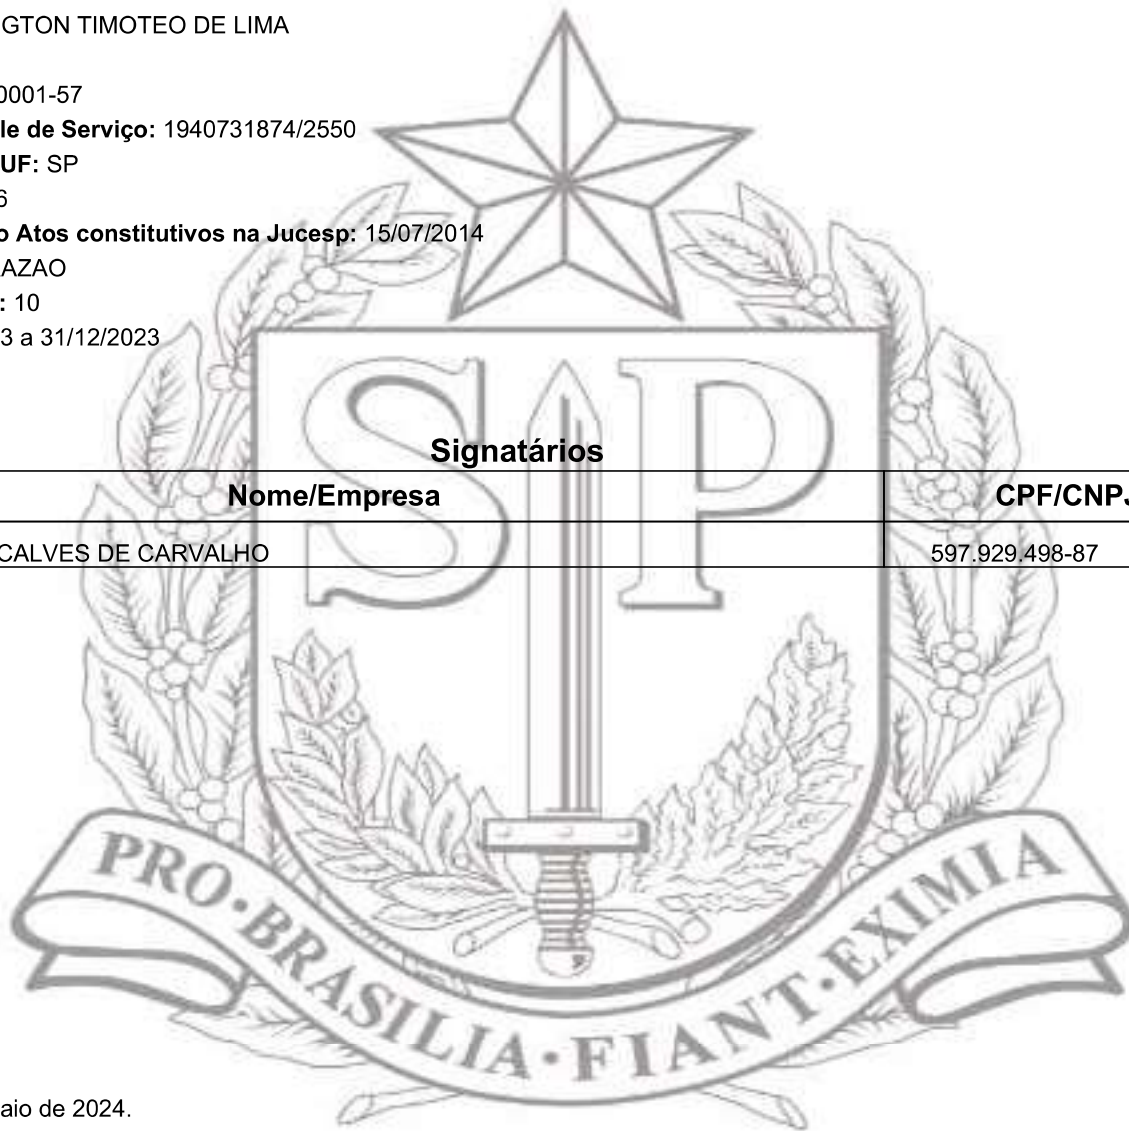 GTON TIMOTEO DE LIMA
0001-57
le de Serviço: 1940731874/2550
UF: SP
6
o Atos constitutivos na Jucesp: 15/07/2014
AZAO
: 10
3 a 31/12/2023
SP
Signatários
Nome/Empresa CPF/CNPJ
CALVES DE CARVALHO 597.929.498-87
PRO·BRASILIA·FIANT·EXIMIA
aio de 2024.